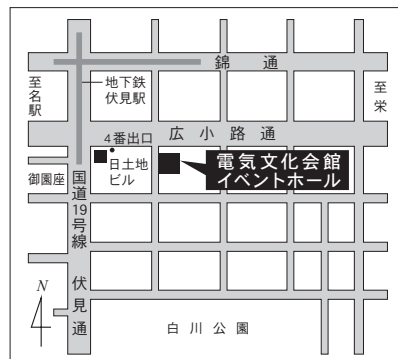 錦通
至名駅
地下鉄
伏見駅
至栄
広小路通
4番出口
電気文化会館
イベントホール
日土地
ビル
御園座
国道19号線
伏見通
N
白川公園